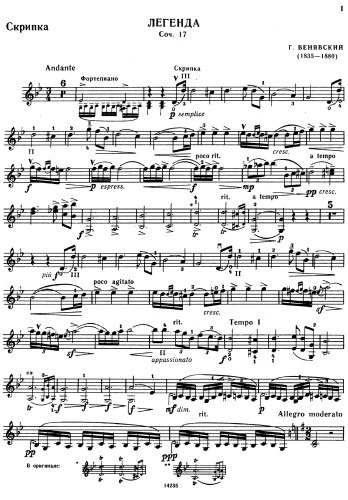 1
ЛЕГЕНДА
Скрипка
Соч. 17
Г. ВЕНЯВСКИЙ
(1835—1880)
Andante
6
Фортепиано
Скрипка
V
III
p semplice
II
cresc.
poco rit.
a tempo
f
p espress.
f
mp
pp cresc.
f
rit.
a tempo
p
5
più f III
II
poco agitato
cresc.
sf
rit.
Tempo I
II
appassionato
sf
f
p
mf dim.
p
rit.
Allegro moderato
pp
ppp
В оригинале:
14235